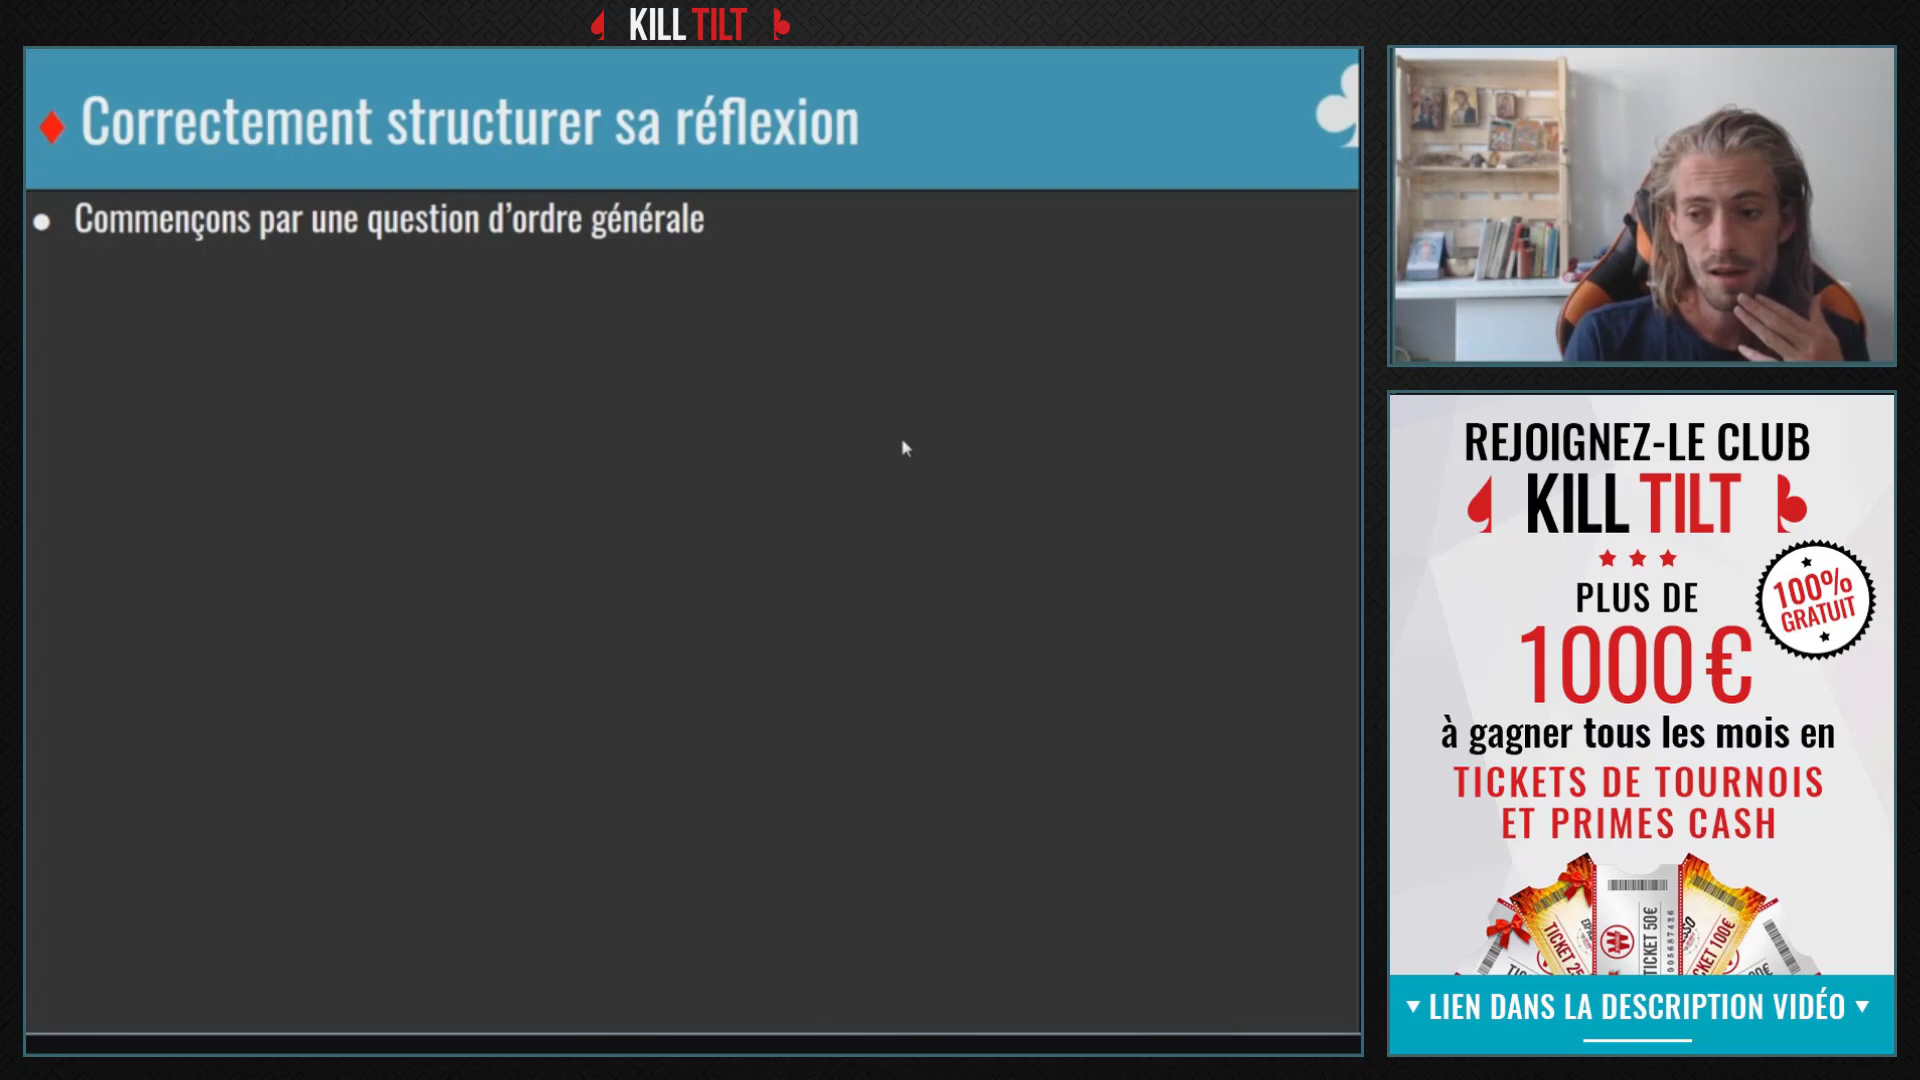 KILL TILT
Correctement structurer sa réflexion
Commençons par une question d'ordre générale
REJOIGNEZ-LE CLUB
KILL TILT
PLUS DE
100%
GRATUIT
1000 €
à gagner tous les mois en
TICKETS DE TOURNOIS
ET PRIMES CASH
TICKET 50€
TICKET 100€
LIEN DANS LA DESCRIPTION VIDÉO